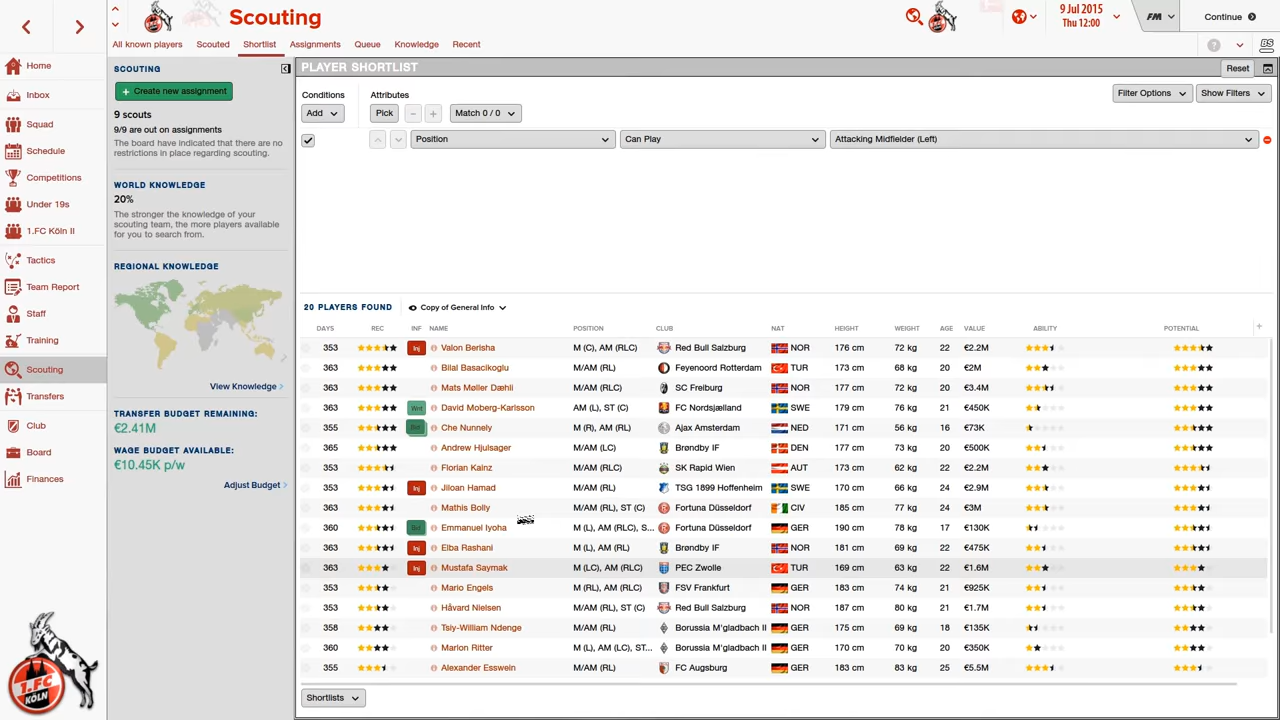 Scouting
9 Jul 2015
Thu 12:00
FM
Continue
All known players
Scouted
Shortlist
Assignments
Queue
Knowledge
Recent
Home
Inbox
Squad
Schedule
Competitions
Under 19s
1.FC Köln II
Tactics
Team Report
Staff
Training
Scouting
Transfers
Club
Board
Finances
1.FC
KÖLN
SCOUTING
+ Create new assignment
9 scouts
9/9 are out on assignments
The board have indicated that there are no
restrictions in place regarding scouting.
WORLD KNOWLEDGE
20%
The stronger the knowledge of your
scouting team, the more players available
for you to search from.
REGIONAL KNOWLEDGE
View Knowledge >
TRANSFER BUDGET REMAINING:
€2.41M
WAGE BUDGET AVAILABLE:
€10.45K p/w
Adjust Budget >
PLAYER SHORTLIST
Reset
Conditions
Attributes
Filter Options
Show Filters
Add
Pick
Match 0 / 0
Position
Can Play
Attacking Midfielder (Left)
20 PLAYERS FOUND
Copy of General Info
DAYS REC INF NAME POSITION CLUB NAT HEIGHT WEIGHT AGE VALUE ABILITY POTENTIAL
353 Inj Valon Berisha M (C), AM (RLC) Red Bull Salzburg NOR 176 cm 72 kg 22 €2.2M
363 Bilal Basacikoglu M/AM (RL) Feyenoord Rotterdam TUR 173 cm 68 kg 20 €2M
363 Mats Møller Dæhli M/AM (RLC) SC Freiburg NOR 177 cm 72 kg 20 €3.4M
363 Wnt David Moberg-Karlsson AM (L), ST (C) FC Nordsjælland SWE 179 cm 76 kg 21 €450K
355 Che Nunnely M (R), AM (RL) Ajax Amsterdam NED 171 cm 56 kg 16 €73K
365 Andrew Hjulsager M/AM (LC) Brøndby IF DEN 177 cm 73 kg 20 €500K
353 Florian Kainz M/AM (RLC) SK Rapid Wien AUT 173 cm 62 kg 22 €2.2M
353 Inj Jiloan Hamad M/AM (RL) TSG 1899 Hoffenheim SWE 170 cm 66 kg 24 €2.9M
363 Mathis Bolly M/AM (RL), ST (C) Fortuna Düsseldorf CIV 185 cm 77 kg 24 €3M
360 Emmanuel Iyoha M (L), AM (RLC), S... Fortuna Düsseldorf GER 190 cm 78 kg 17 €130K
363 Inj Elba Rashani M (L), AM (RL) Brøndby IF NOR 181 cm 69 kg 22 €475K
363 Inj Mustafa Saymak M (LC), AM (RLC) PEC Zwolle TUR 169 cm 63 kg 22 €1.6M
353 Mario Engels M (RL), AM (RLC) FSV Frankfurt GER 183 cm 74 kg 21 €925K
353 Håvard Nielsen M/AM (RL), ST (C) Red Bull Salzburg NOR 187 cm 80 kg 21 €1.7M
358 Tsiy-William Ndenge M/AM (RL) Borussia M'gladbach II GER 175 cm 69 kg 18 €135K
360 Marlon Ritter M (L), AM (LC), ST... Borussia M'gladbach II GER 170 cm 70 kg 20 €350K
355 Alexander Esswein M/AM (RL) FC Augsburg GER 183 cm 83 kg 25 €5.5M
Shortlists